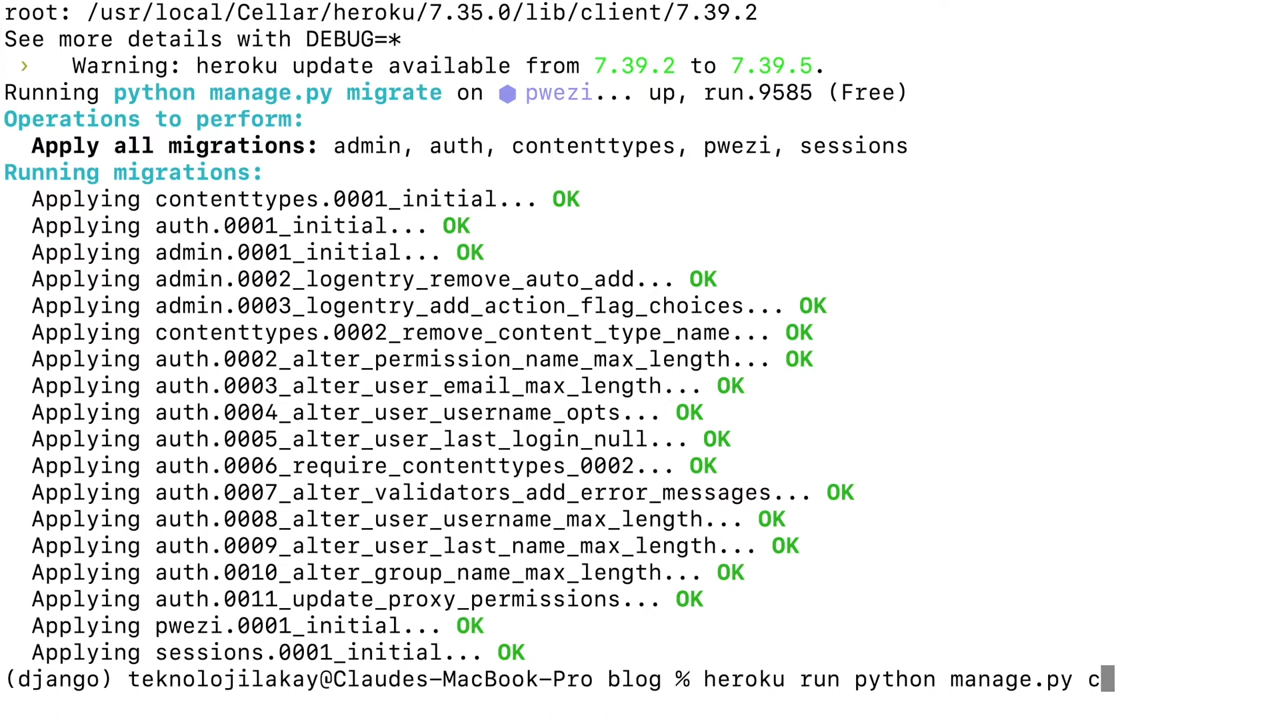 root: /usr/local/Cellar/heroku/7.35.0/lib/client/7.39.2
See more details with DEBUG=*
›   Warning: heroku update available from 7.39.2 to 7.39.5.
Running python manage.py migrate on ⬢ pwezi... up, run.9585 (Free)
Operations to perform:
  Apply all migrations: admin, auth, contenttypes, pwezi, sessions
Running migrations:
  Applying contenttypes.0001_initial... OK
  Applying auth.0001_initial... OK
  Applying admin.0001_initial... OK
  Applying admin.0002_logentry_remove_auto_add... OK
  Applying admin.0003_logentry_add_action_flag_choices... OK
  Applying contenttypes.0002_remove_content_type_name... OK
  Applying auth.0002_alter_permission_name_max_length... OK
  Applying auth.0003_alter_user_email_max_length... OK
  Applying auth.0004_alter_user_username_opts... OK
  Applying auth.0005_alter_user_last_login_null... OK
  Applying auth.0006_require_contenttypes_0002... OK
  Applying auth.0007_alter_validators_add_error_messages... OK
  Applying auth.0008_alter_user_username_max_length... OK
  Applying auth.0009_alter_user_last_name_max_length... OK
  Applying auth.0010_alter_group_name_max_length... OK
  Applying auth.0011_update_proxy_permissions... OK
  Applying pwezi.0001_initial... OK
  Applying sessions.0001_initial... OK
(django) teknolojilakay@Claudes-MacBook-Pro blog % heroku run python manage.py c